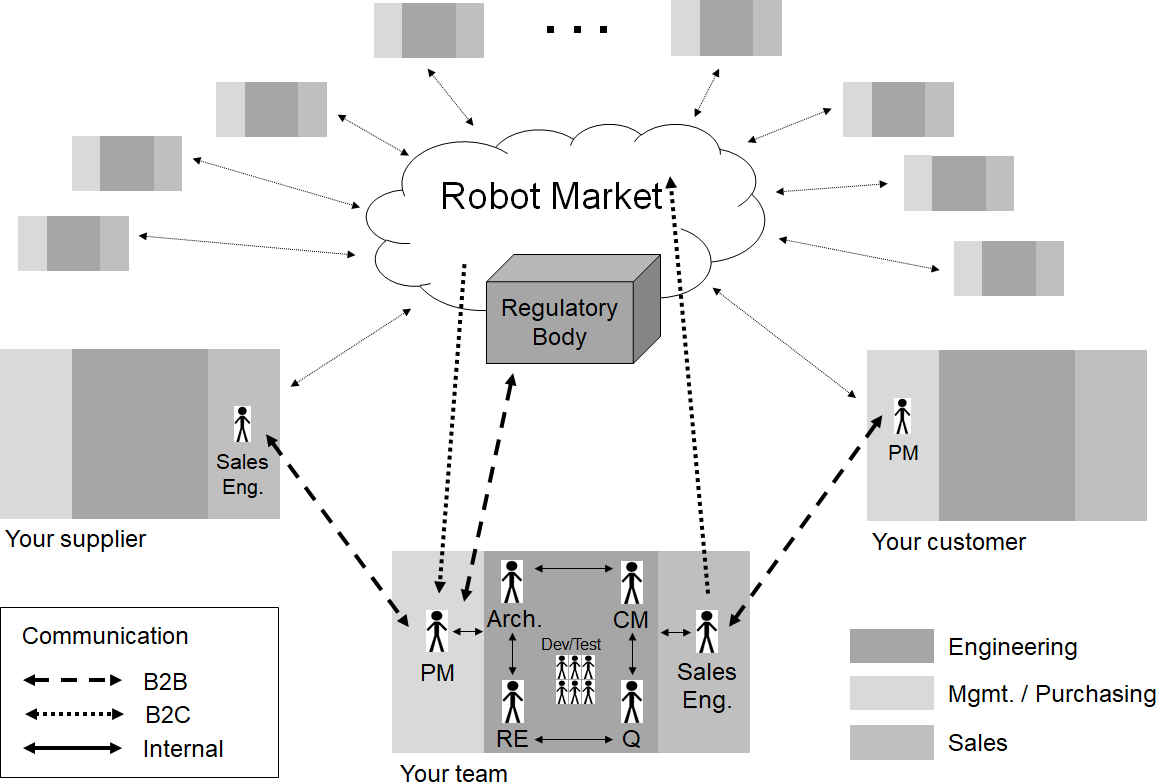 . . .
Robot Market
Regulatory
Body
Sales
Eng.
PM
Your supplier
Your customer
Arch.
CM
Dev/Test
PM
Sales
Eng.
RE
Q
Your team
Communication
B2B
B2C
Internal
Engineering
Mgmt. / Purchasing
Sales